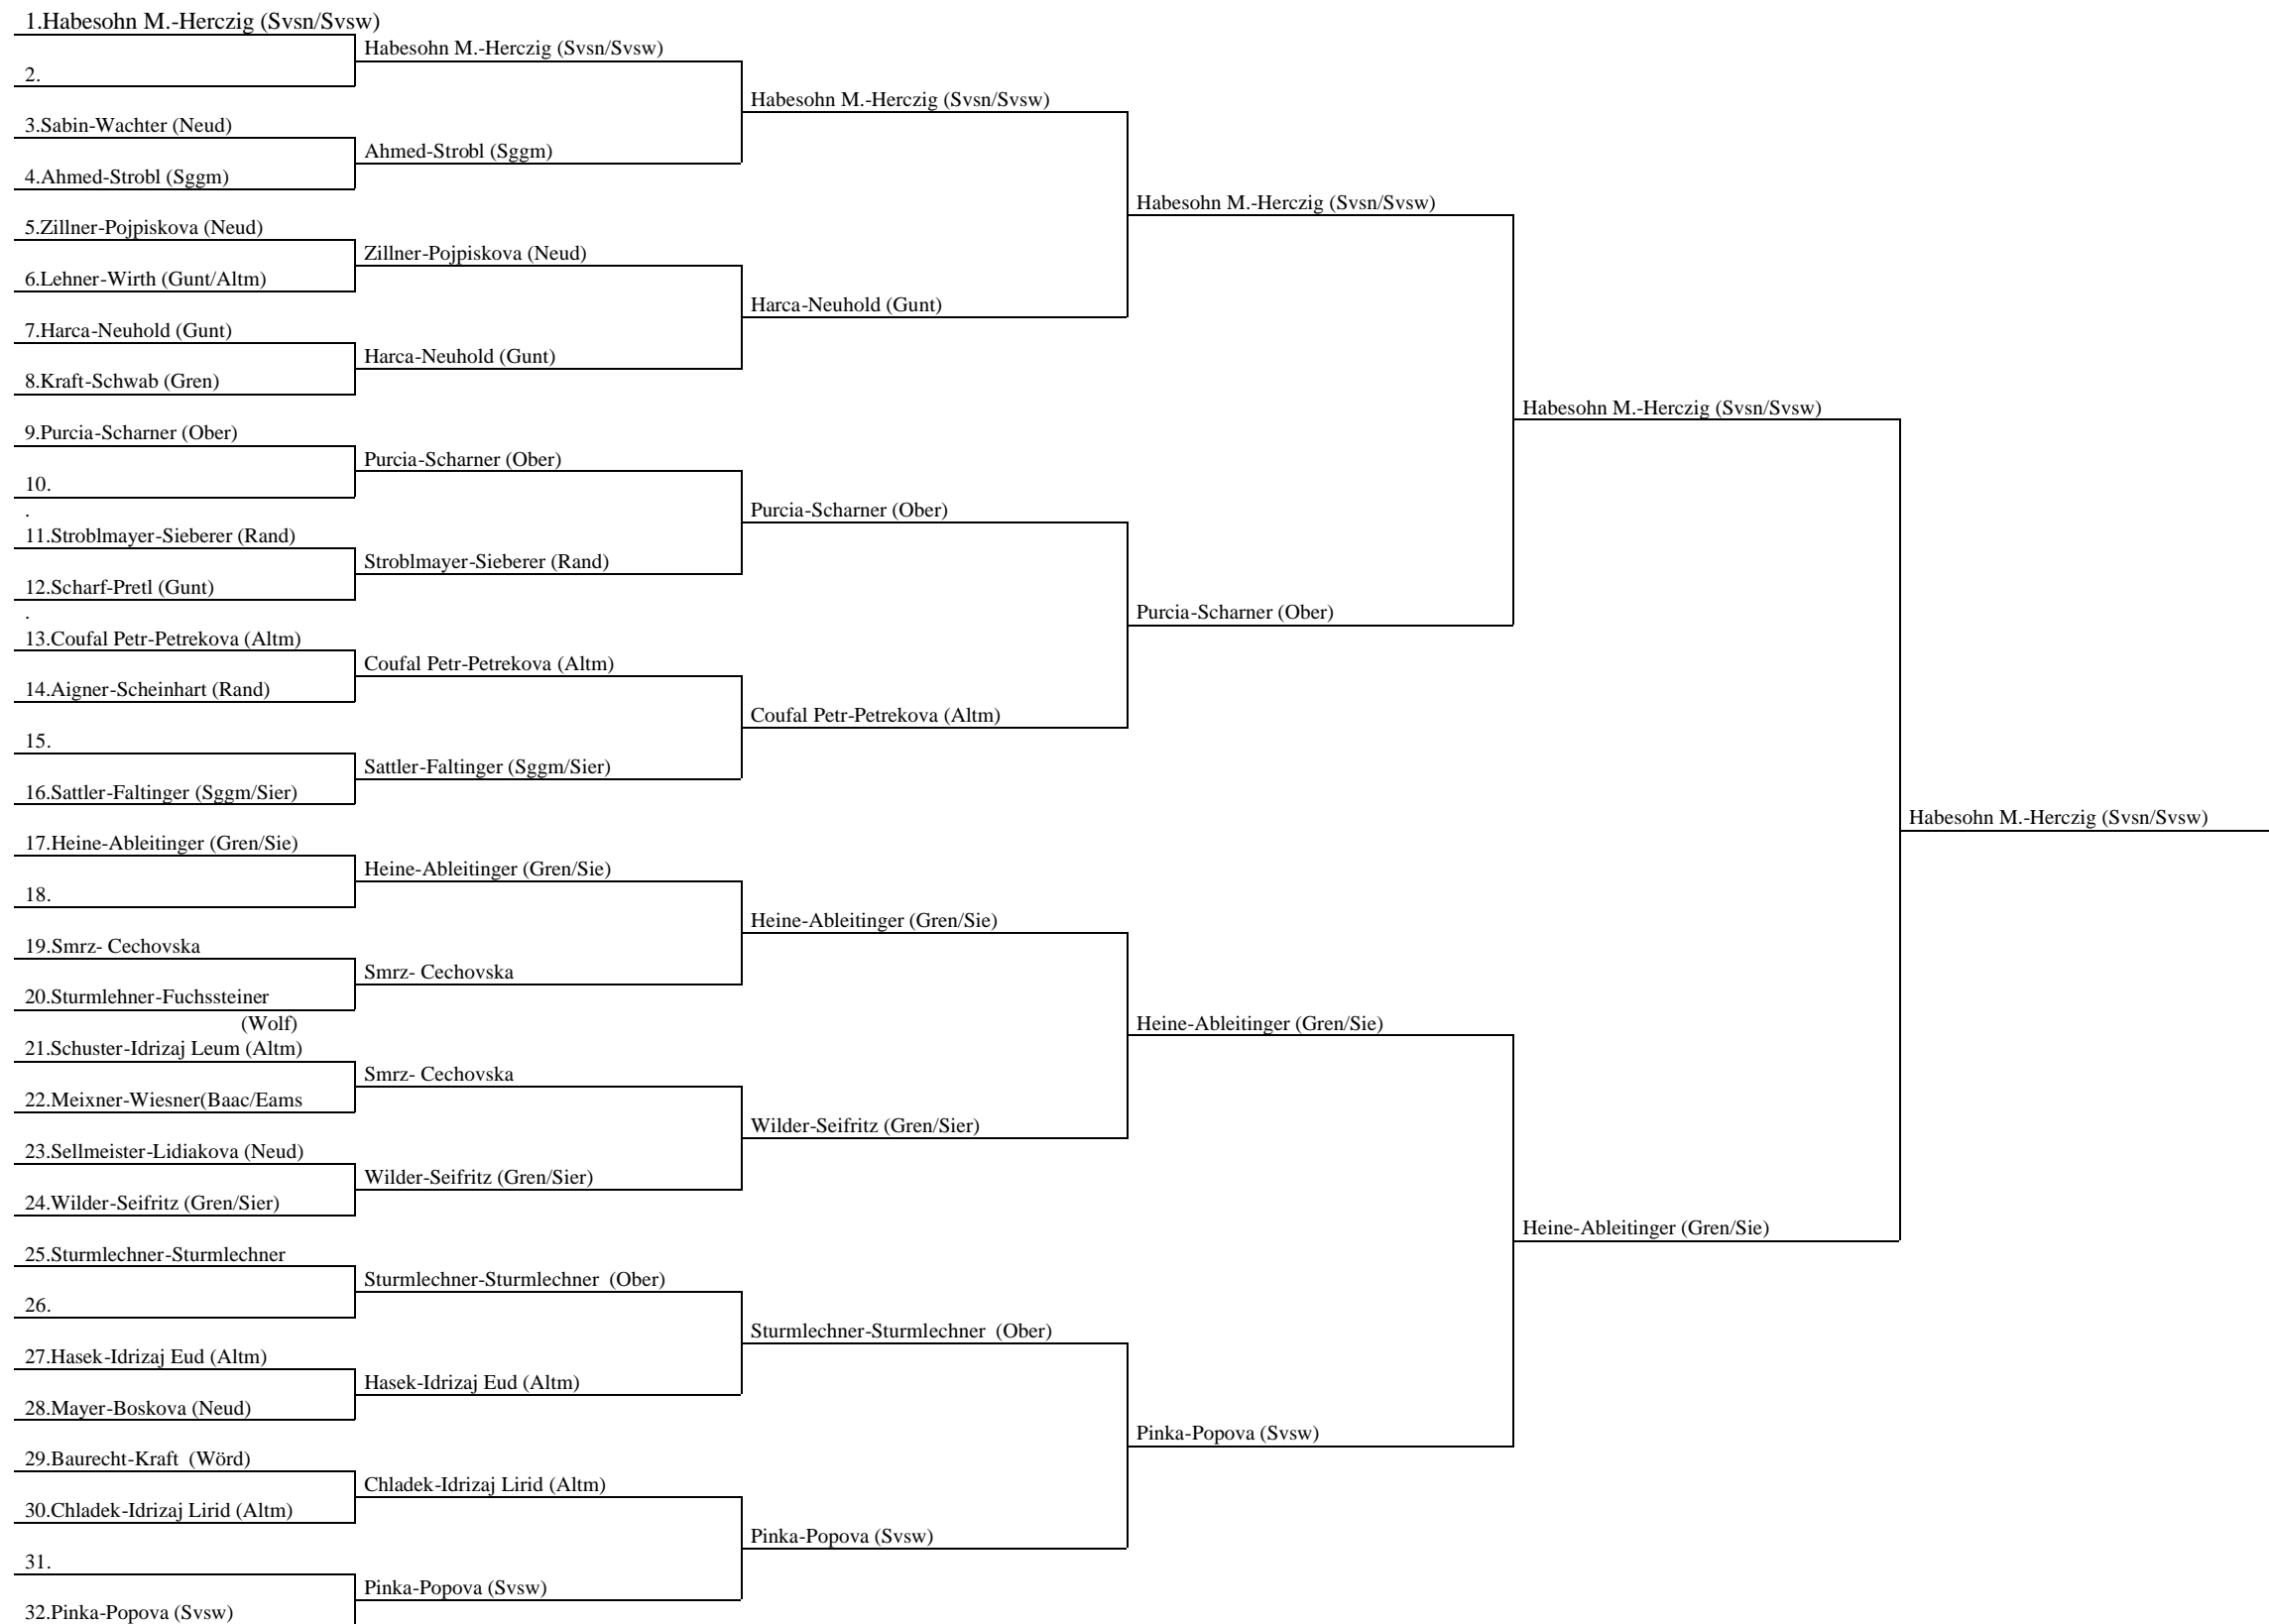 1.Habesohn M.-Herczig (Svsn/Svsw)
Habesohn M.-Herczig (Svsn/Svsw)
2.
Habesohn M.-Herczig (Svsn/Svsw)
3.Sabin-Wachter (Neud)
Ahmed-Strobl (Sggm)
4.Ahmed-Strobl (Sggm)
Habesohn M.-Herczig (Svsn/Svsw)
5.Zillner-Pojpiskova (Neud)
Zillner-Pojpiskova (Neud)
6.Lehner-Wirth (Gunt/Altm)
Harca-Neuhold (Gunt)
7.Harca-Neuhold (Gunt)
Harca-Neuhold (Gunt)
8.Kraft-Schwab (Gren)
Habesohn M.-Herczig (Svsn/Svsw)
9.Purcia-Scharner (Ober)
Purcia-Scharner (Ober)
10.
.
Purcia-Scharner (Ober)
11.Stroblmayer-Sieberer (Rand)
Stroblmayer-Sieberer (Rand)
12.Scharf-Pretl (Gunt)
.
Purcia-Scharner (Ober)
13.Coufal Petr-Petrekova (Altm)
Coufal Petr-Petrekova (Altm)
14.Aigner-Scheinhart (Rand)
Coufal Petr-Petrekova (Altm)
15.
Sattler-Faltinger (Sggm/Sier)
16.Sattler-Faltinger (Sggm/Sier)
Habesohn M.-Herczig (Svsn/Svsw)
17.Heine-Ableitinger (Gren/Sie)
Heine-Ableitinger (Gren/Sie)
18.
Heine-Ableitinger (Gren/Sie)
19.Smrz- Cechovska
Smrz- Cechovska
20.Sturmlehner-Fuchssteiner
(Wolf)
Heine-Ableitinger (Gren/Sie)
21.Schuster-Idrizaj Leum (Altm)
Smrz- Cechovska
22.Meixner-Wiesner(Baac/Eams
Wilder-Seifritz (Gren/Sier)
23.Sellmeister-Lidiakova (Neud)
Wilder-Seifritz (Gren/Sier)
24.Wilder-Seifritz (Gren/Sier)
Heine-Ableitinger (Gren/Sie)
25.Sturmlechner-Sturmlechner
Sturmlechner-Sturmlechner  (Ober)
26.
Sturmlechner-Sturmlechner  (Ober)
27.Hasek-Idrizaj Eud (Altm)
Hasek-Idrizaj Eud (Altm)
28.Mayer-Boskova (Neud)
Pinka-Popova (Svsw)
29.Baurecht-Kraft  (Wörd)
Chladek-Idrizaj Lirid (Altm)
30.Chladek-Idrizaj Lirid (Altm)
Pinka-Popova (Svsw)
31.
Pinka-Popova (Svsw)
32.Pinka-Popova (Svsw)